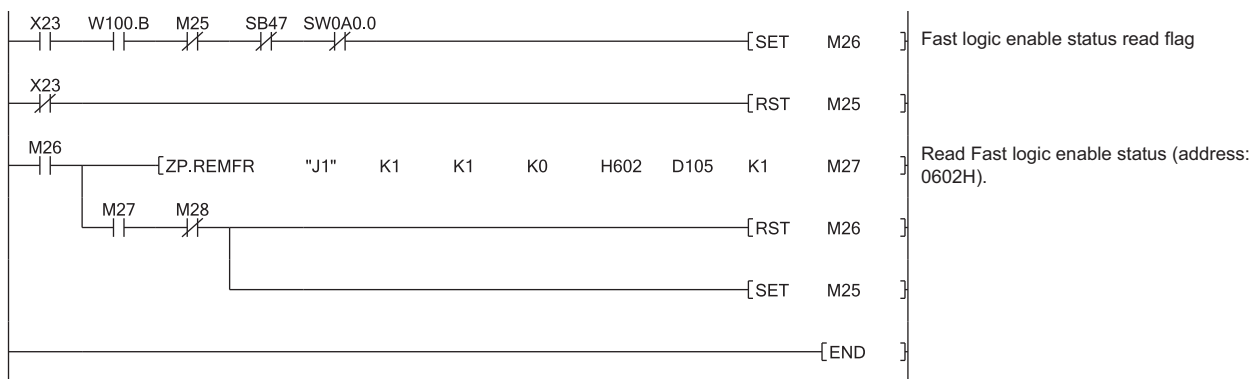 X23 W100.B M25 SB47 SW0A0.0
SET M26 Fast logic enable status read flag
X23
RST M25
M26
ZP.REMFR "J1" K1 K1 K0 H602 D105 K1 M27 Read Fast logic enable status (address:
0602H).
M27 M28
RST M26
SET M25
END